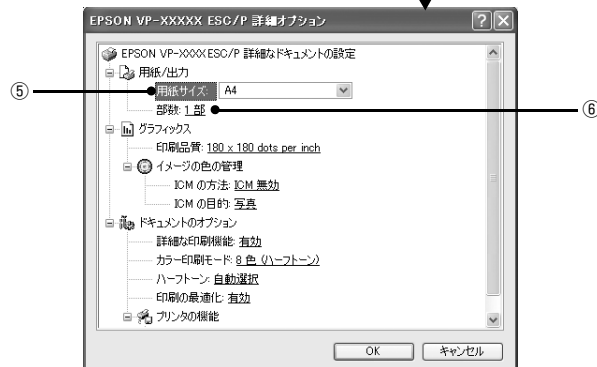 EPSON VP-XXXXX ESC/P 詳細オプション
EPSON VP-XXXX ESC/P 詳細なドキュメントの設定
用紙/出力
⑤ 用紙サイズ: A4
部数: 1 部 ⑥
グラフィックス
印刷品質: 180 x 180 dots per inch
イメージの色の管理
ICM の方法: ICM 無効
ICM の目的: 写真
ドキュメントのオプション
詳細な印刷機能: 有効
カラー印刷モード: 8 色 (ハーフトーン)
ハーフトーン: 自動選択
印刷の最適化: 有効
プリンタの機能
OK キャンセル